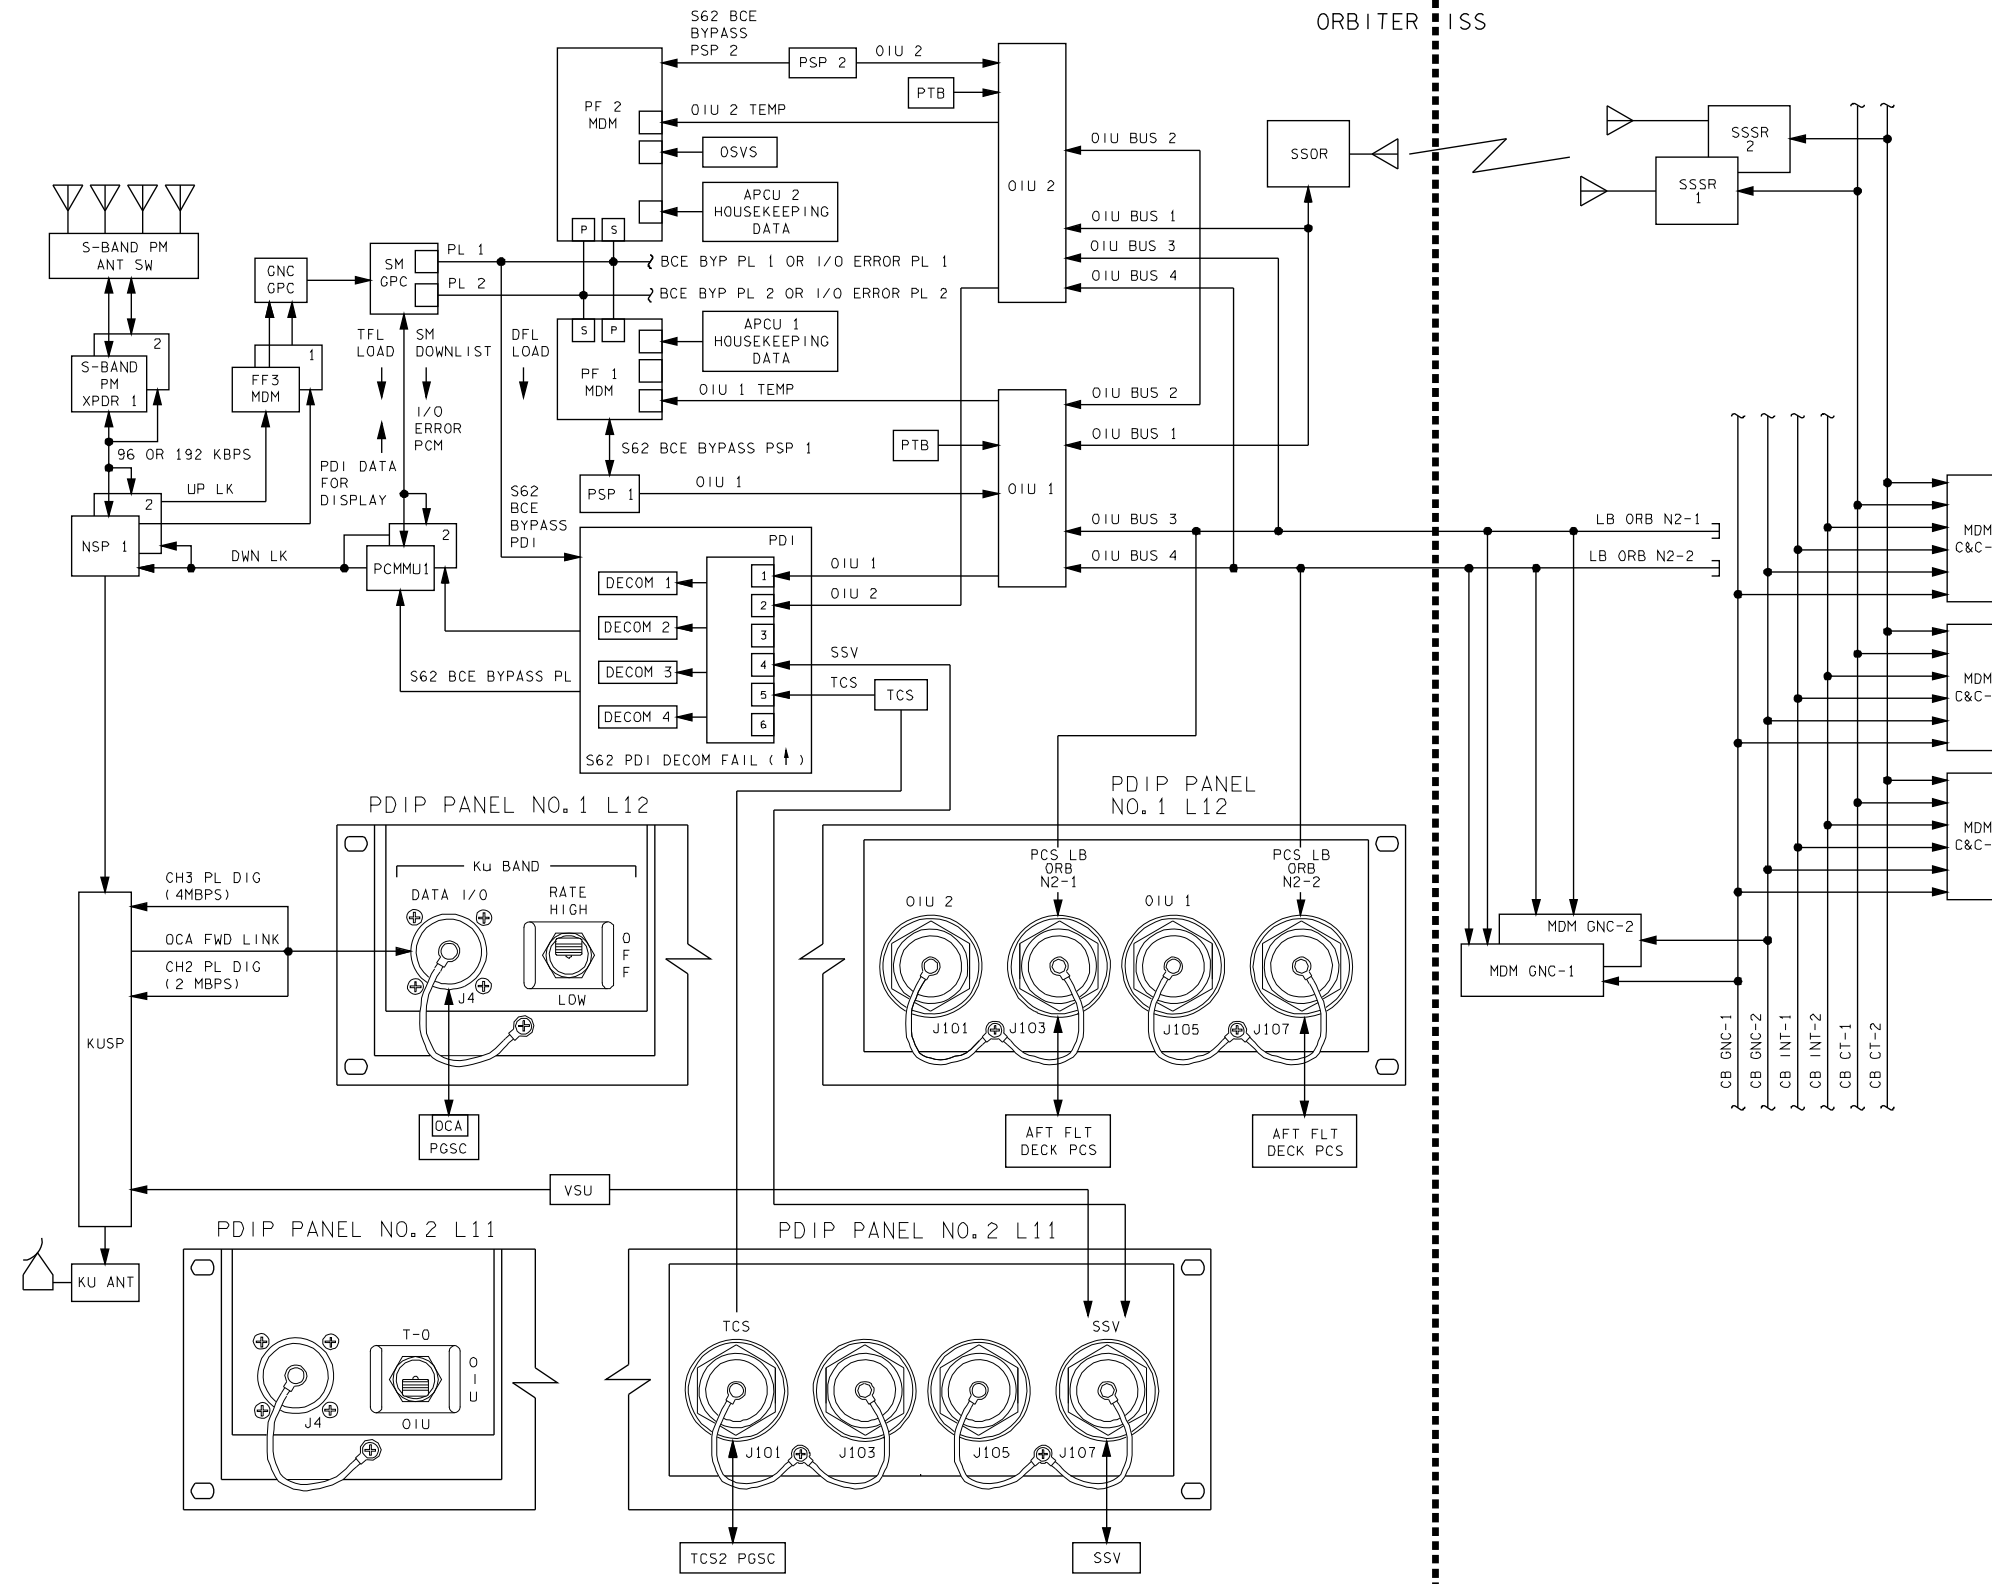 ORBITER
ISS
S62 BCE
BYPASS
PSP 2
PSP 2
OIU 2
PTB
PF 2
MDM
OIU 2 TEMP
OSVS
APCU 2
HOUSEKEEPING
DATA
P
S
OIU 2
OIU BUS 2
OIU BUS 1
OIU BUS 3
OIU BUS 4
SSOR
SSSR
2
SSSR
1
S-BAND PM
ANT SW
GNC
GPC
SM
GPC
PL 1
PL 2
BCE BYP PL 1 OR I/O ERROR PL 1
BCE BYP PL 2 OR I/O ERROR PL 2
S
P
APCU 1
HOUSEKEEPING
DATA
PF 1
MDM
OIU 1 TEMP
2
S-BAND
PM
XPDR 1
1
FF3
MDM
TFL
LOAD
SM
DOWNLIST
DFL
LOAD
I/O
ERROR
PCM
PDI DATA
FOR
DISPLAY
96 OR 192 KBPS
UP LK
2
NSP 1
DWN LK
2
PCMMU1
S62 BCE BYPASS PSP 1
PSP 1
OIU 1
PTB
OIU 1
OIU BUS 2
OIU BUS 1
OIU BUS 3
OIU BUS 4
LB ORB N2-1
LB ORB N2-2
S62
BCE
BYPASS
PDI
PDI
DECOM 1
DECOM 2
DECOM 3
DECOM 4
1
2
3
4
5
6
OIU 1
OIU 2
SSV
TCS
TCS
S62 BCE BYPASS PL
S62 PDI DECOM FAIL ( )
MDM
C&C-
MDM
C&C-
MDM
C&C-
PDIP PANEL NO.1 L12
Ku BAND
DATA I/O
RATE
HIGH
O
F
F
LOW
J4
OCA
PGSC
CH3 PL DIG
(4MBPS)
OCA FWD LINK
CH2 PL DIG
(2 MBPS)
KUSP
PDIP PANEL
NO.1 L12
PCS LB
ORB
N2-1
PCS LB
ORB
N2-2
OIU 2
OIU 1
J101
J103
J105
J107
AFT FLT
DECK PCS
AFT FLT
DECK PCS
MDM GNC-2
MDM GNC-1
CB GNC-1
CB GNC-2
CB INT-1
CB INT-2
CB CT-1
CB CT-2
VSU
KU ANT
PDIP PANEL NO.2 L11
T-0
O
I
U
OIU
J4
PDIP PANEL NO.2 L11
TCS
SSV
J101
J103
J105
J107
TCS2 PGSC
SSV